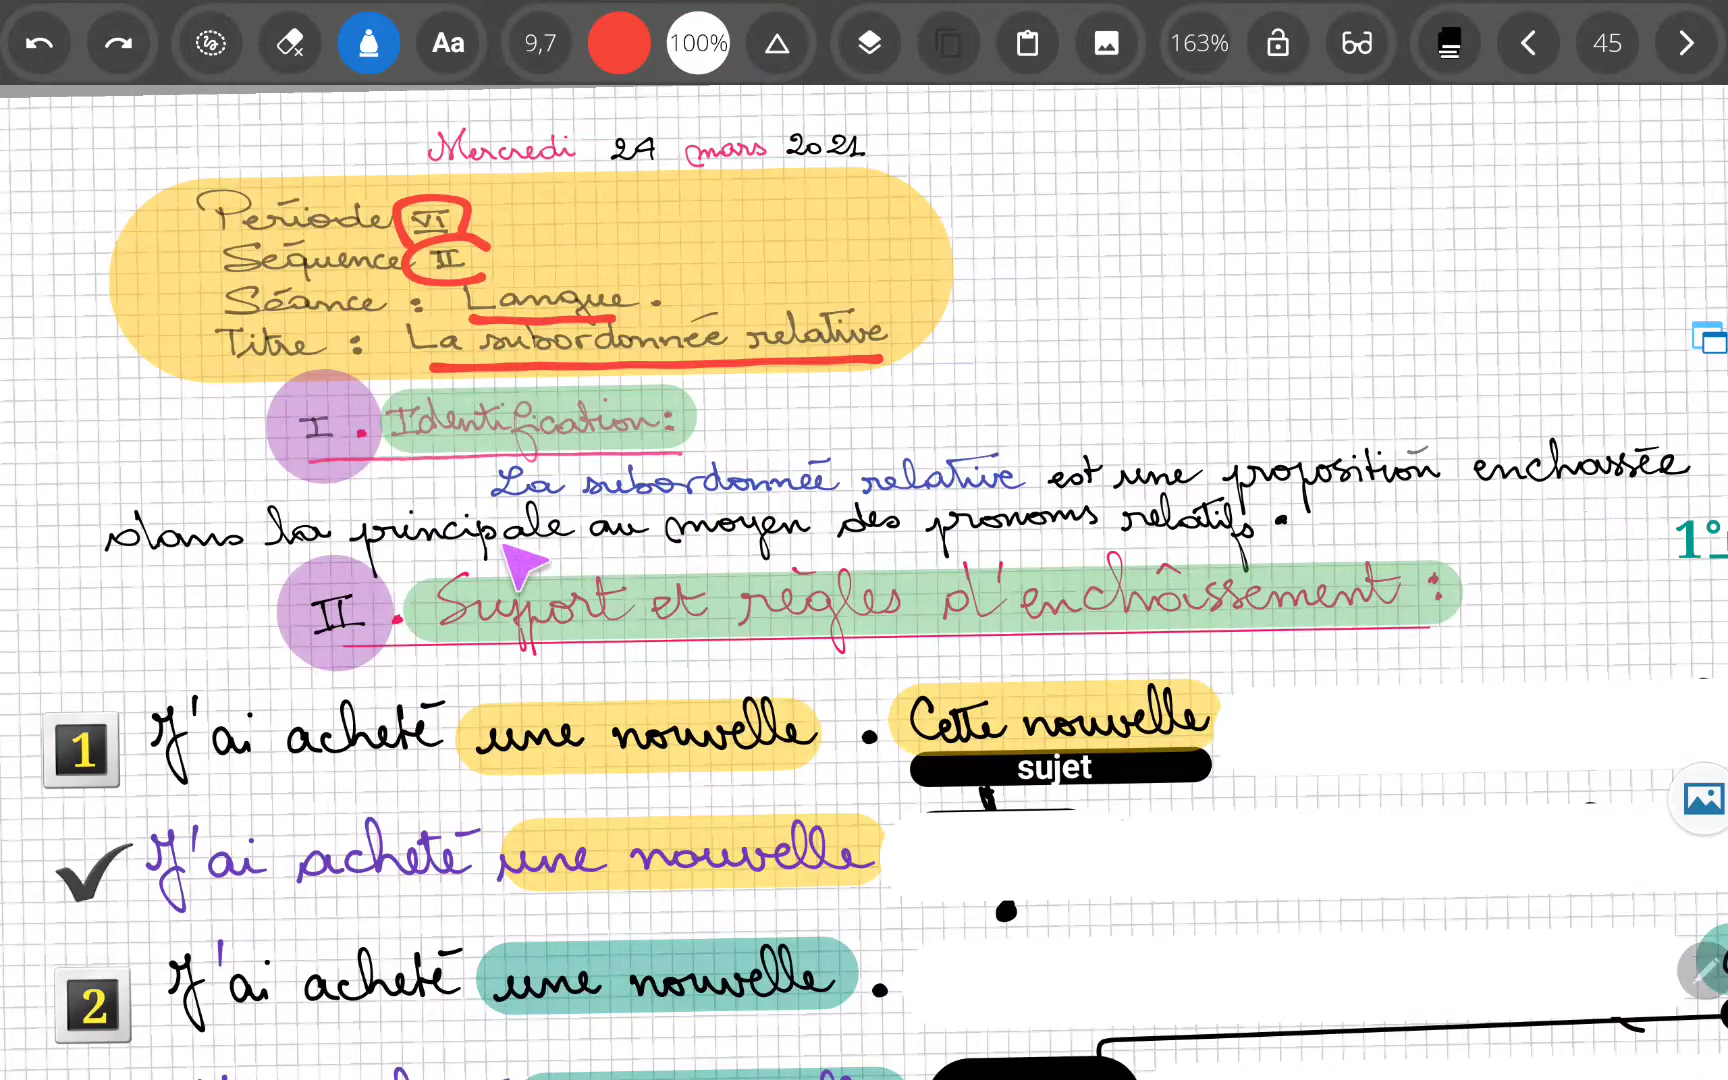 9,7 100% 163% 45
Aa
Mercredi 24 mars 2021
Période VI
Séquence II
Séance : Langue.
Titre : La subordonnée relative
I. Identification:
La subordonnée relative est une proposition enchassée
dans la principale au moyen des pronoms relatifs.
1°
II. Support et règles d'enchâssement :
1 J'ai acheté une nouvelle. Cette nouvelle
sujet
J'ai acheté une nouvelle
.
2 J'ai acheté une nouvelle.